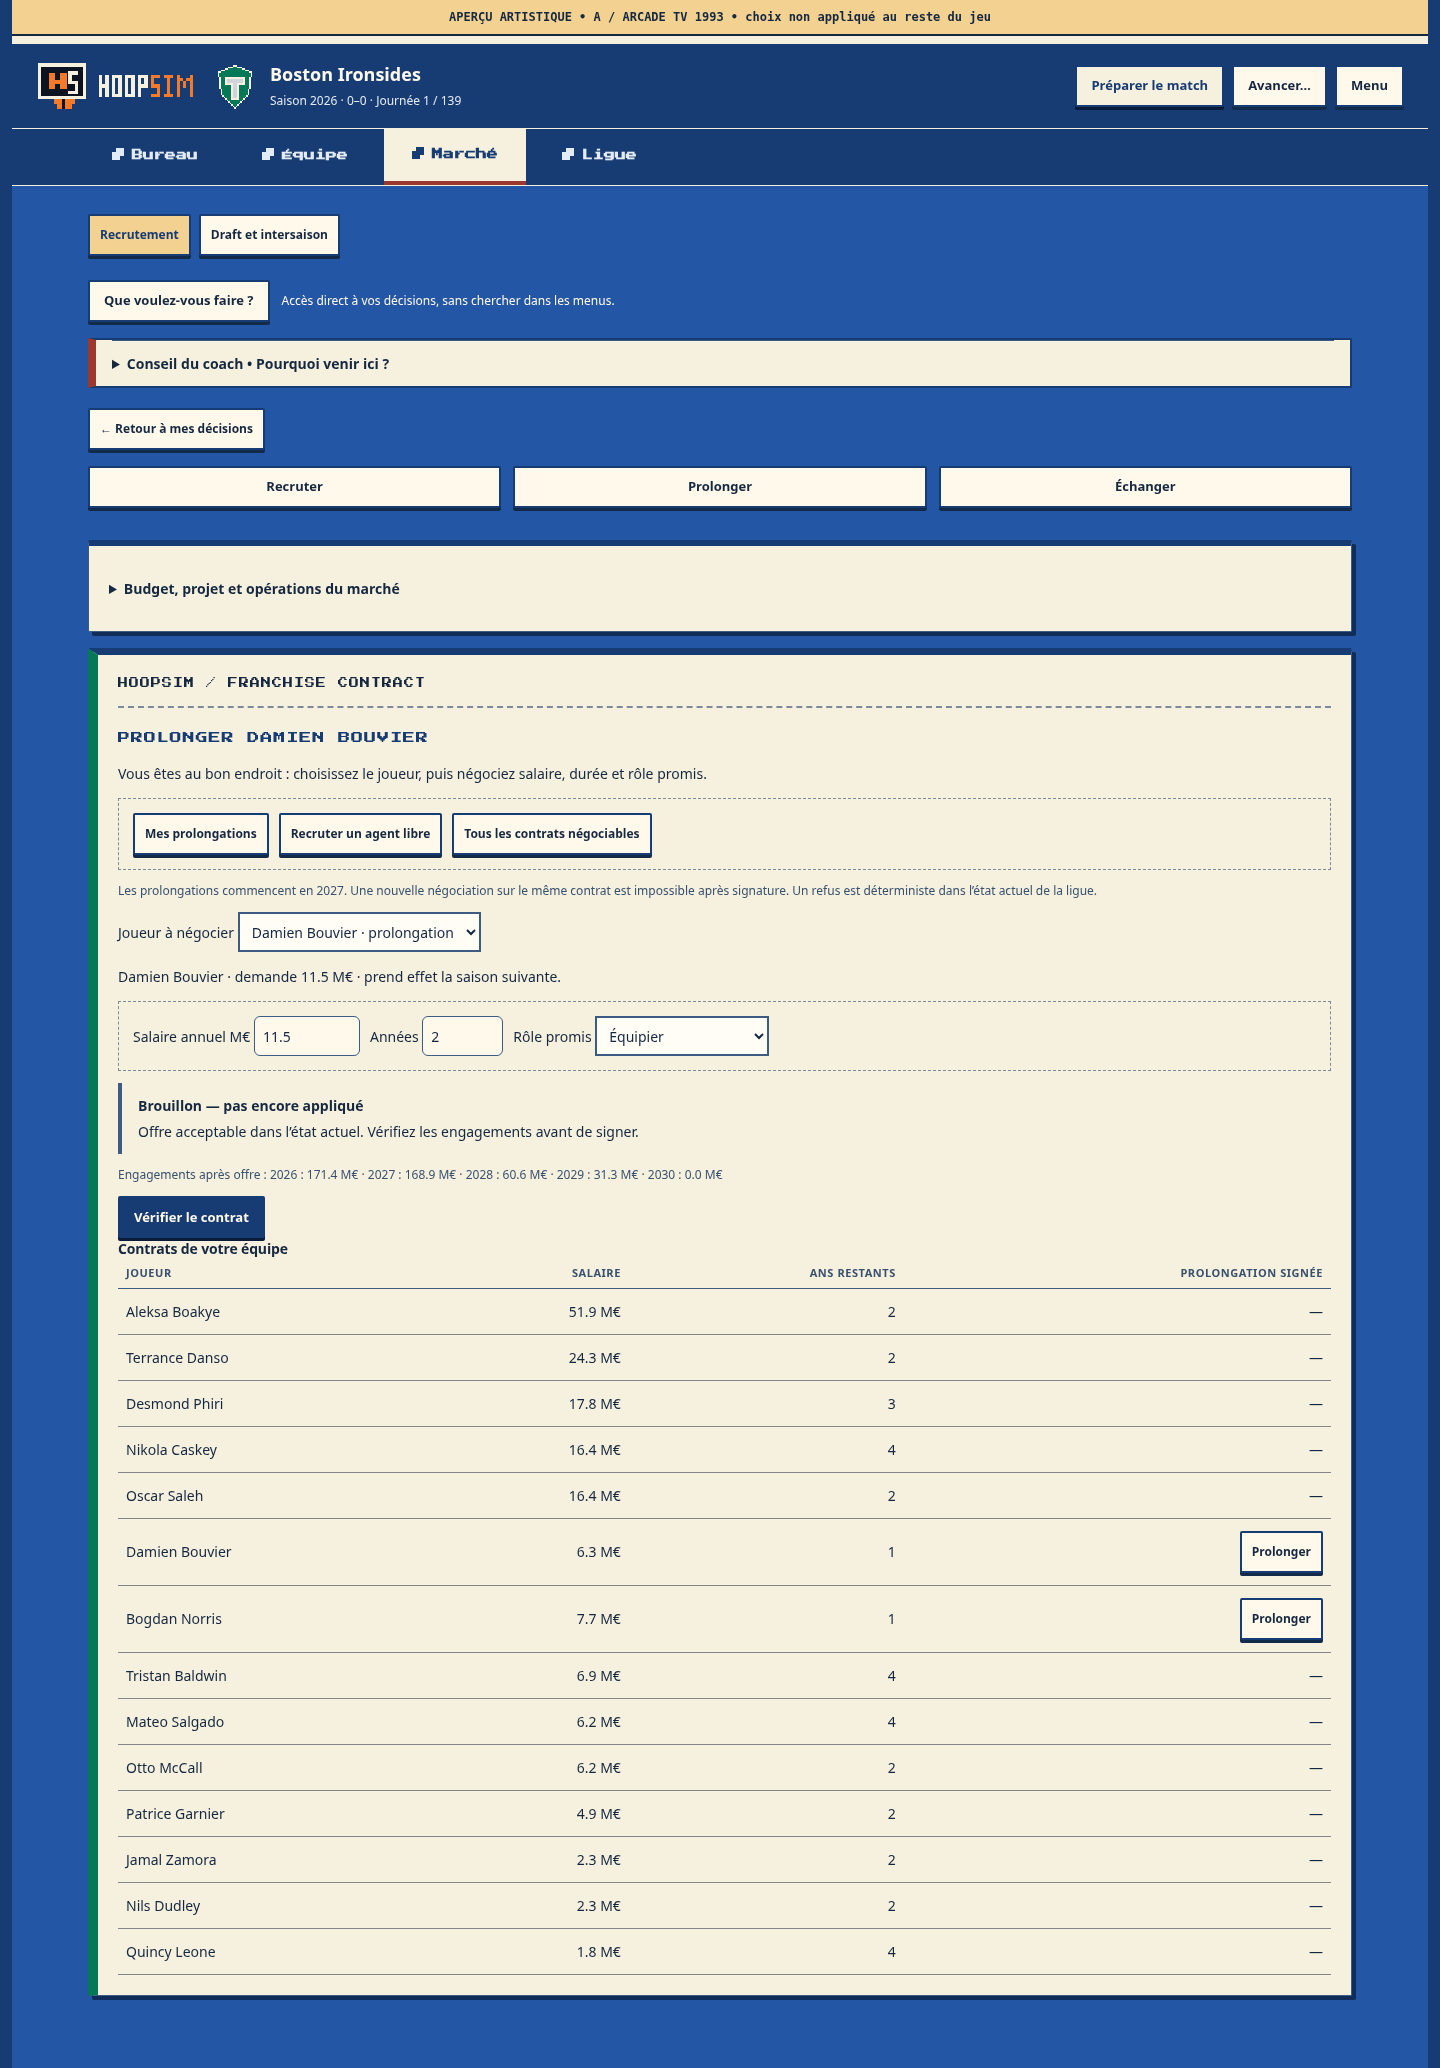 APERÇU ARTISTIQUE • A / ARCADE TV 1993 • choix non appliqué au reste du jeu
HS HOOPSIM
Boston Ironsides
Saison 2026 · 0–0 · Journée 1 / 139
Préparer le match
Avancer...
Menu
Bureau
Équipe
Marché
Ligue
Recrutement
Draft et intersaison
Que voulez-vous faire ?
Accès direct à vos décisions, sans chercher dans les menus.
▶ Conseil du coach • Pourquoi venir ici ?
← Retour à mes décisions
Recruter
Prolonger
Échanger
▶ Budget, projet et opérations du marché
HOOPSIM / FRANCHISE CONTRACT
PROLONGER DAMIEN BOUVIER
Vous êtes au bon endroit : choisissez le joueur, puis négociez salaire, durée et rôle promis.
Mes prolongations
Recruter un agent libre
Tous les contrats négociables
Les prolongations commencent en 2027. Une nouvelle négociation sur le même contrat est impossible après signature. Un refus est déterministe dans l’état actuel de la ligue.
Joueur à négocier Damien Bouvier · prolongation
Damien Bouvier · demande 11.5 M€ · prend effet la saison suivante.
Salaire annuel M€ 11.5 Années 2 Rôle promis Équipier
Brouillon — pas encore appliqué
Offre acceptable dans l’état actuel. Vérifiez les engagements avant de signer.
Engagements après offre : 2026 : 171.4 M€ · 2027 : 168.9 M€ · 2028 : 60.6 M€ · 2029 : 31.3 M€ · 2030 : 0.0 M€
Vérifier le contrat
Contrats de votre équipe
JOUEUR SALAIRE ANS RESTANTS PROLONGATION SIGNÉE
Aleksa Boakye 51.9 M€ 2 —
Terrance Danso 24.3 M€ 2 —
Desmond Phiri 17.8 M€ 3 —
Nikola Caskey 16.4 M€ 4 —
Oscar Saleh 16.4 M€ 2 —
Damien Bouvier 6.3 M€ 1 Prolonger
Bogdan Norris 7.7 M€ 1 Prolonger
Tristan Baldwin 6.9 M€ 4 —
Mateo Salgado 6.2 M€ 4 —
Otto McCall 6.2 M€ 2 —
Patrice Garnier 4.9 M€ 2 —
Jamal Zamora 2.3 M€ 2 —
Nils Dudley 2.3 M€ 2 —
Quincy Leone 1.8 M€ 4 —